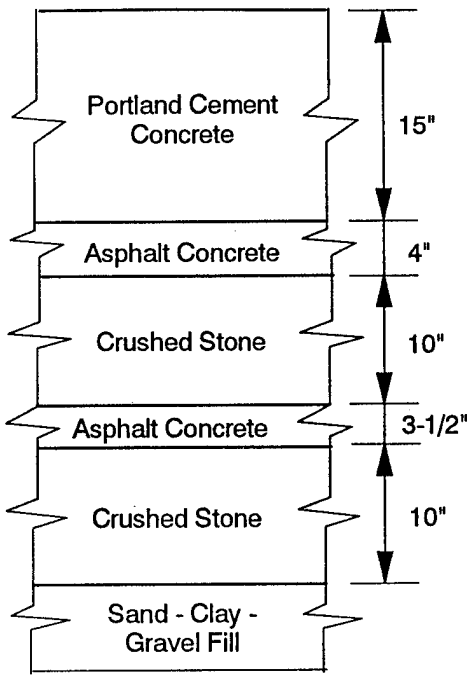 Portland Cement
Concrete
15"
Asphalt Concrete
4"
Crushed Stone
10"
Asphalt Concrete
3-1/2"
Crushed Stone
10"
Sand - Clay -
Gravel Fill